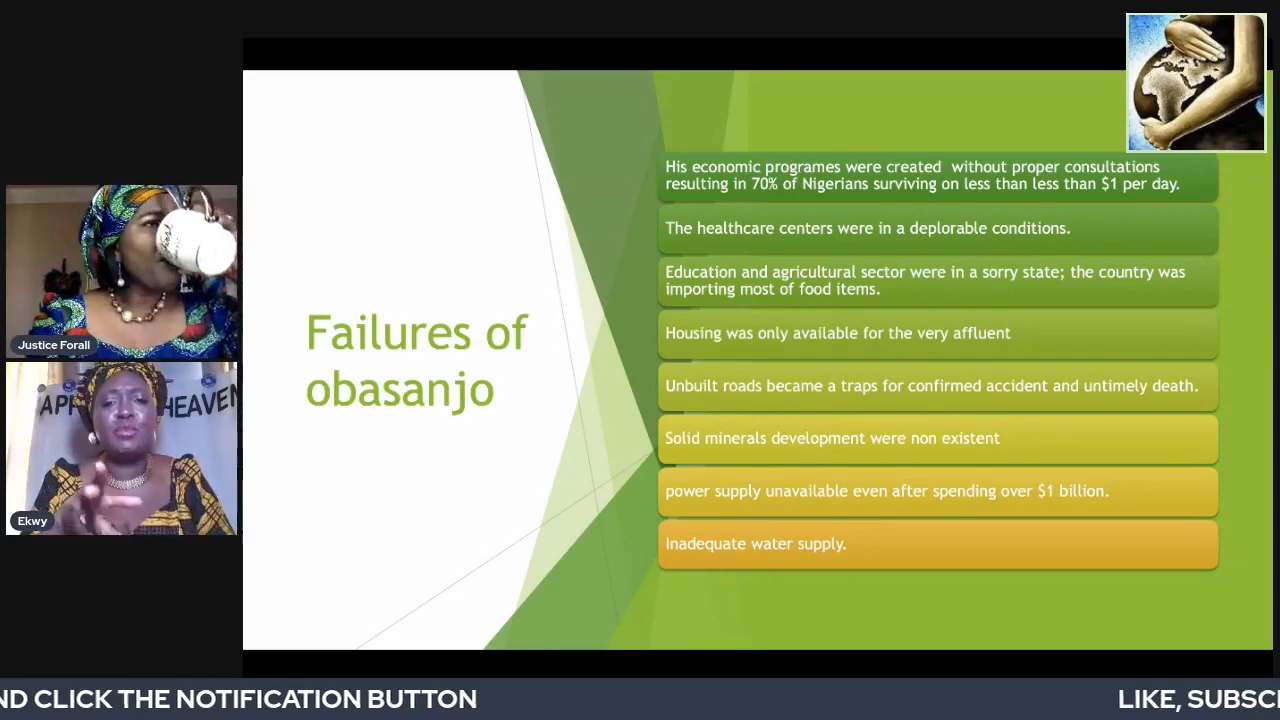 Failures of
obasanjo
His economic programes were created  without proper consultations
resulting in 70% of Nigerians surviving on less than less than $1 per day.
The healthcare centers were in a deplorable conditions.
Education and agricultural sector were in a sorry state; the country was
importing most of food items.
Housing was only available for the very affluent
Unbuilt roads became a traps for confirmed accident and untimely death.
Solid minerals development were non existent
power supply unavailable even after spending over $1 billion.
Inadequate water supply.
Justice Forall
HEAVEN
Ekwy
ND CLICK THE NOTIFICATION BUTTON
LIKE, SUBSC